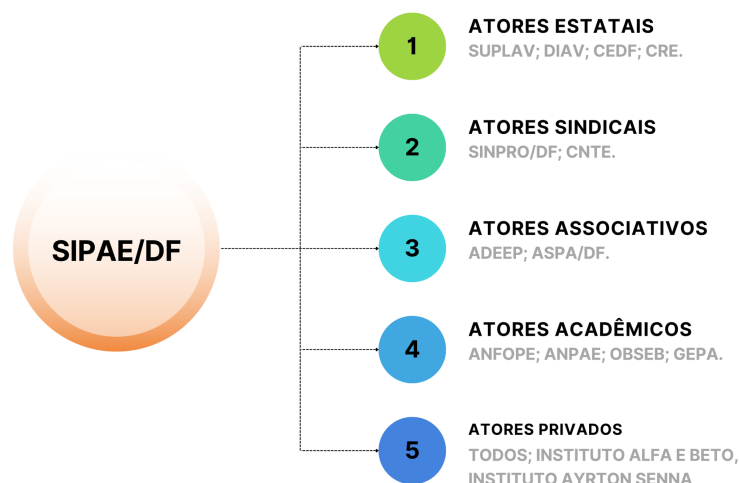 SIPAE/DF
1
ATORES ESTATAIS
SUPLAV; DIAV; CEDF; CRE.
2
ATORES SINDICAIS
SINPRO/DF; CNTE.
3
ATORES ASSOCIATIVOS
ADEEP; ASPA/DF.
4
ATORES ACADÊMICOS
ANFOPE; ANPAE; OBSEB; GEPA.
5
ATORES PRIVADOS
TODOS; INSTITUTO ALFA E BETO,
INSTITUTO AYRTON SENNA